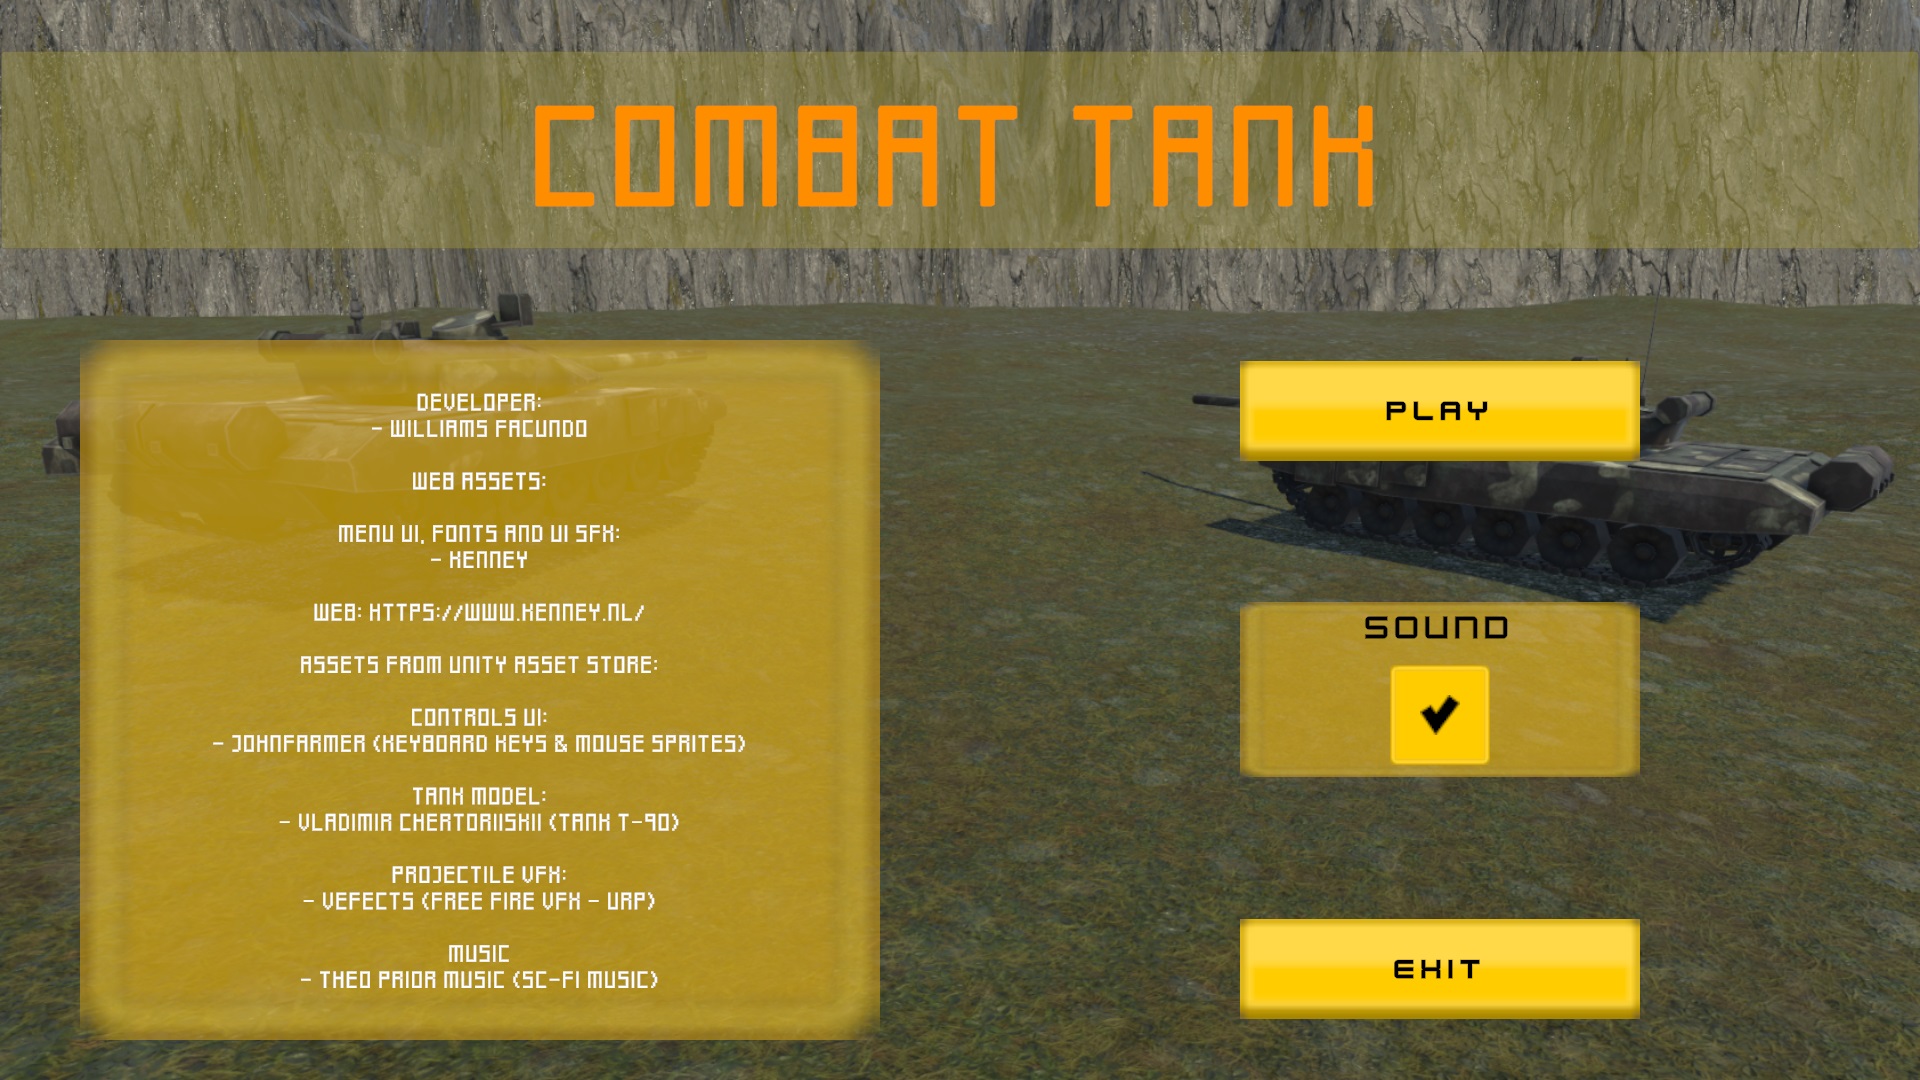 COMBAT TANK
DEVELOPER:
- WILLIAMS FACUNDO
WEB ASSETS:
MENU UI, FONTS AND UI SFX:
- KENNEY
WEB: HTTPS://WWW.KENNEY.NL/
ASSETS FROM UNITY ASSET STORE:
CONTROLS UI:
- JOHNFARMER (KEYBOARD KEYS & MOUSE SPRITES)
TANK MODEL:
- VLADIMIR CHERTORIISKII (TANK T-90)
PROJECTILE VFX:
- VEFECTS (FREE FIRE VFX - URP)
MUSIC
- THEO PRIOR MUSIC (SC-FI MUSIC)
PLAY
SOUND
EXIT